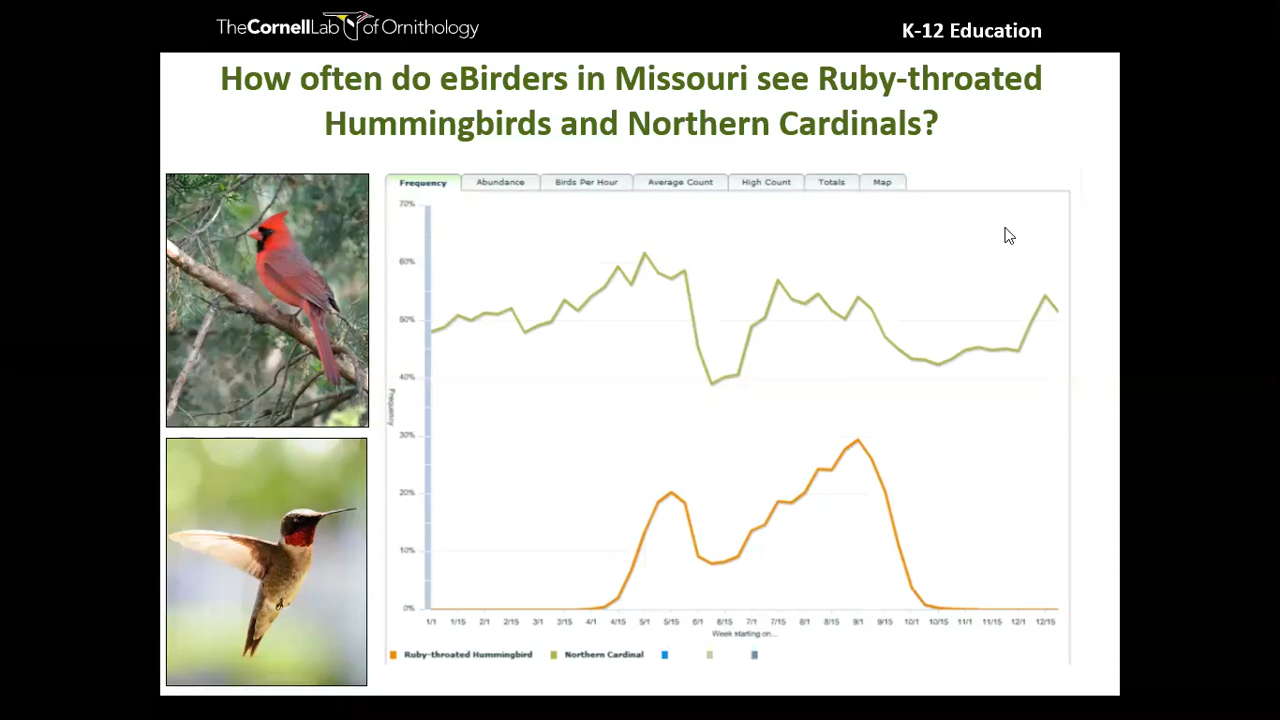 TheCornellLab of Ornithology
K-12 Education
How often do eBirders in Missouri see Ruby-throated
Hummingbirds and Northern Cardinals?
Frequency Abundance Birds Per Hour Average Count High Count Totals Map
70%
60%
50%
40%
30%
20%
10%
0%
Frequency
1/1 1/15 2/1 2/15 3/1 3/15 4/1 4/15 5/1 5/15 6/1 6/15 7/1 7/15 8/1 8/15 9/1 9/15 10/1 10/15 11/1 11/15 12/1 12/15
Week starting on...
Ruby-throated Hummingbird Northern Cardinal